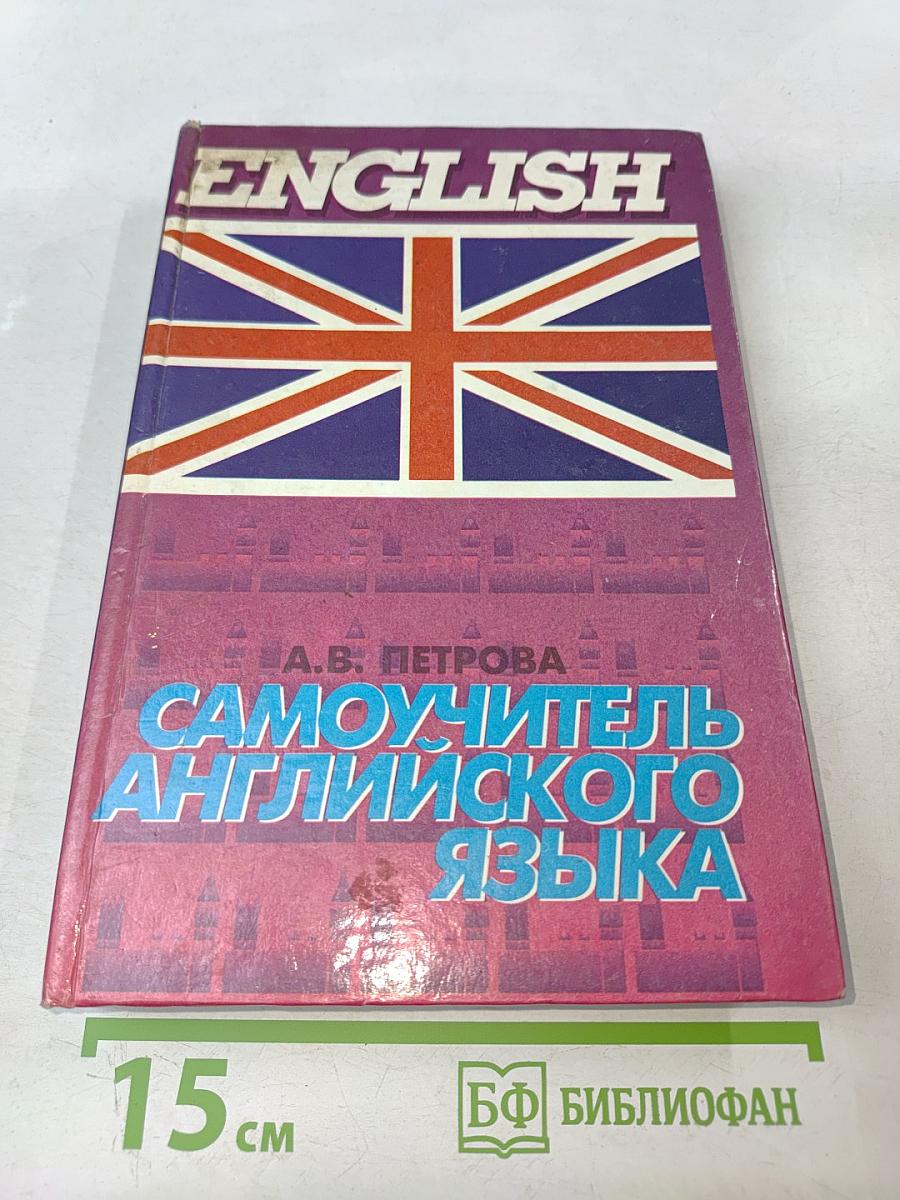 ENGLISH
А.В. ПЕТРОВА
САМОУЧИТЕЛЬ
АНГЛИЙСКОГО
ЯЗЫКА
15 см
БФ БИБЛИОФАН